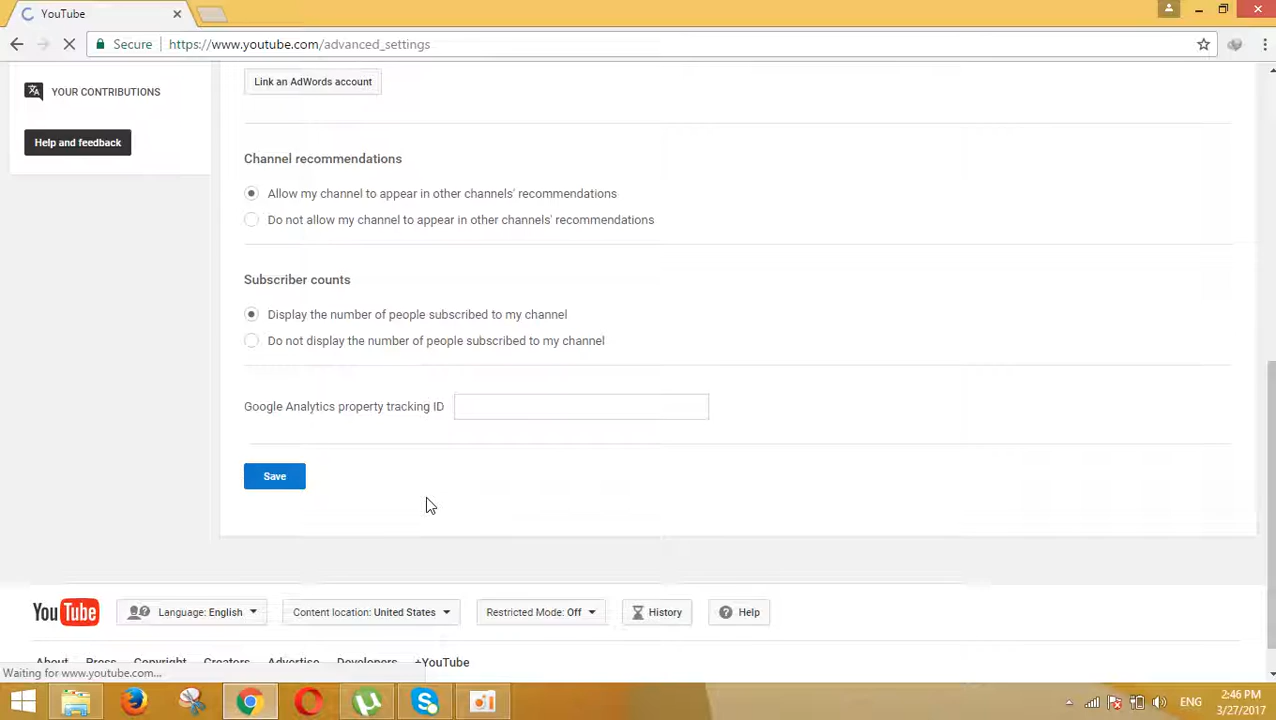 YouTube
Secure https://www.youtube.com/advanced_settings
YOUR CONTRIBUTIONS
Help and feedback
Link an AdWords account
Channel recommendations
Allow my channel to appear in other channels' recommendations
Do not allow my channel to appear in other channels' recommendations
Subscriber counts
Display the number of people subscribed to my channel
Do not display the number of people subscribed to my channel
Google Analytics property tracking ID
Save
YouTube Language: English Content location: United States Restricted Mode: Off History Help
About Press Copyright Creators Advertise Developers +YouTube
Waiting for www.youtube.com...
ENG 2:46 PM
3/27/2017